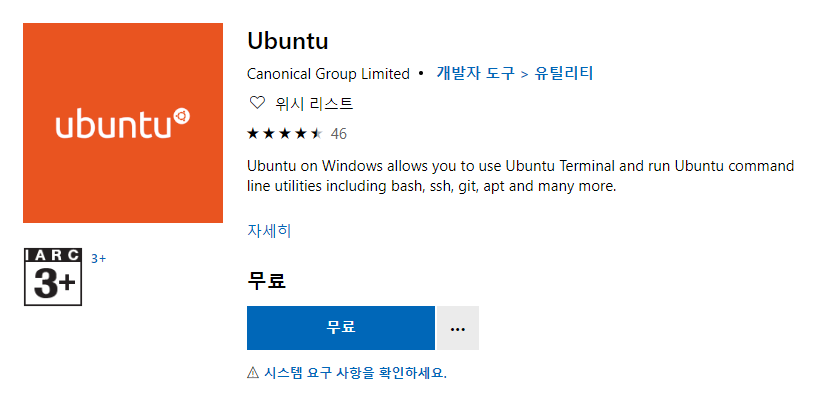 ubuntu
Ubuntu
Canonical Group Limited • 개발자 도구 > 유틸리티
위시 리스트
46
Ubuntu on Windows allows you to use Ubuntu Terminal and run Ubuntu command
line utilities including bash, ssh, git, apt and many more.
자세히
IARC
3+
3+
무료
무료
...
시스템 요구 사항을 확인하세요.